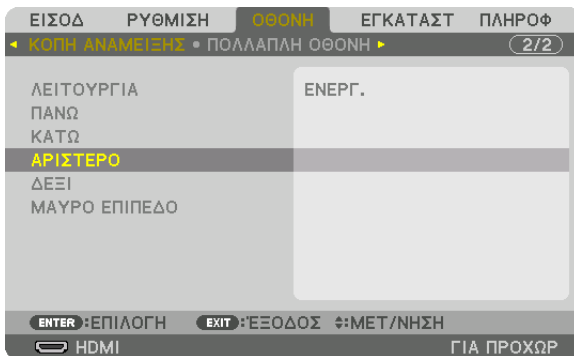 ΕΙΣΟΔ ΡΥΘΜΙΣΗ ΟΘΟΝΗ ΕΓΚΑΤΑΣΤ ΠΛΗΡΟΦ
◂ ΚΟΠΗ ΑΝΑΜΕΙΞΗΣ • ΠΟΛΛΑΠΛΗ ΟΘΟΝΗ ▸ 2/2
ΛΕΙΤΟΥΡΓΙΑ ΕΝΕΡΓ.
ΠΑΝΩ
ΚΑΤΩ
ΑΡΙΣΤΕΡΟ
ΔΕΞΙ
ΜΑΥΡΟ ΕΠΙΠΕΔΟ
ENTER :ΕΠΙΛΟΓΗ EXIT :ΈΞΟΔΟΣ :ΜΕΤ/ΝΗΣΗ
HDMI ΓΙΑ ΠΡΟΧΩΡ